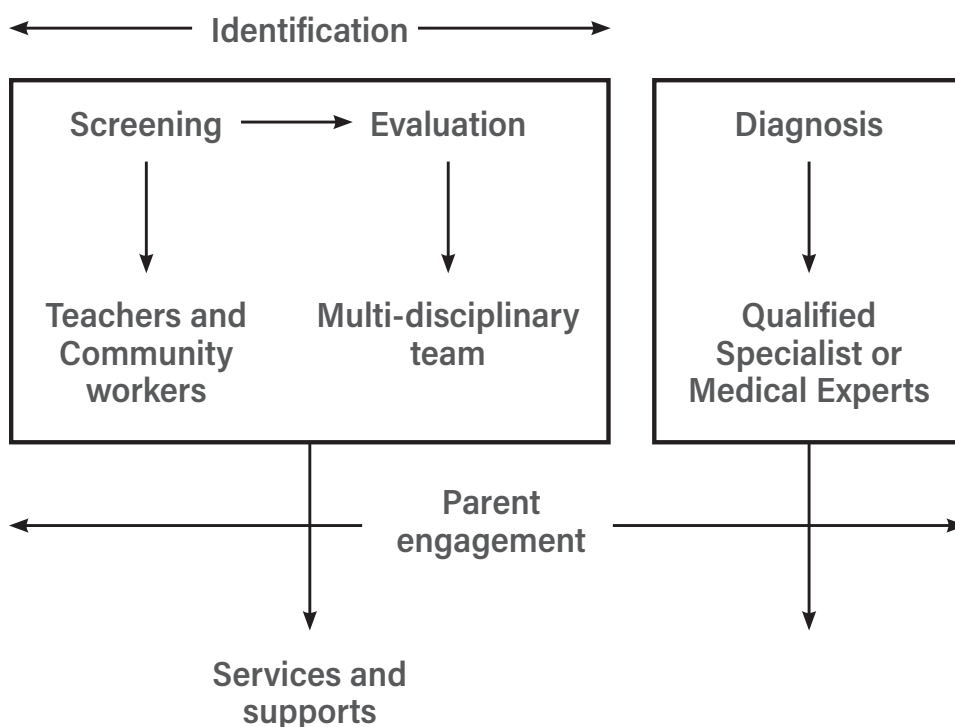 Identification
Screening
Evaluation
Diagnosis
Teachers and
Community
workers
Multi-disciplinary
team
Qualified
Specialist or
Medical Experts
Parent
engagement
Services and
supports